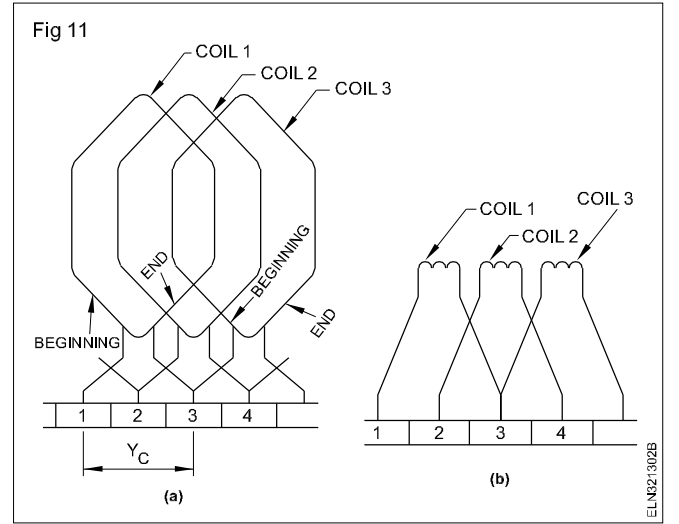 Fig 11
COIL 1
COIL 2
COIL 3
END
BEGINNING
BEGINNING
END
1 2 3 4
YC
(a)
COIL 1
COIL 2
COIL 3
1 2 3 4
(b)
ELN321302B